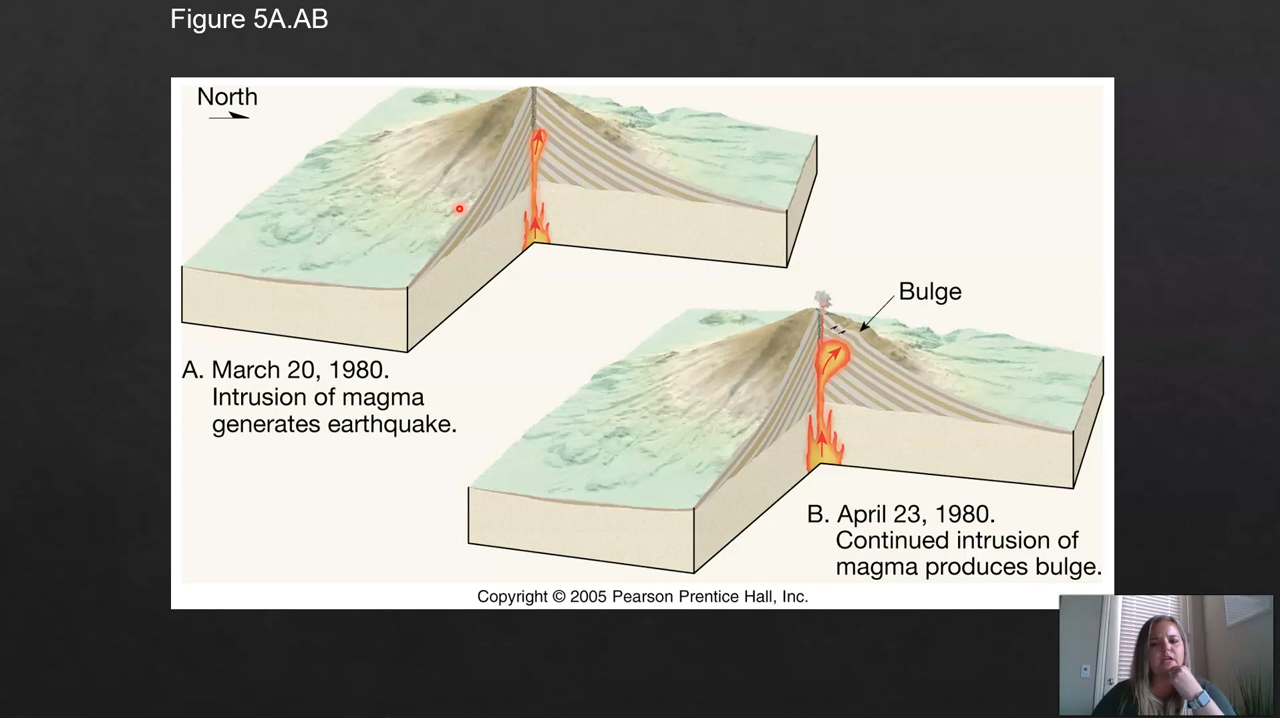 Figure 5A.AB
North
A. March 20, 1980.
Intrusion of magma
generates earthquake.
Bulge
B. April 23, 1980.
Continued intrusion of
magma produces bulge.
Copyright © 2005 Pearson Prentice Hall, Inc.